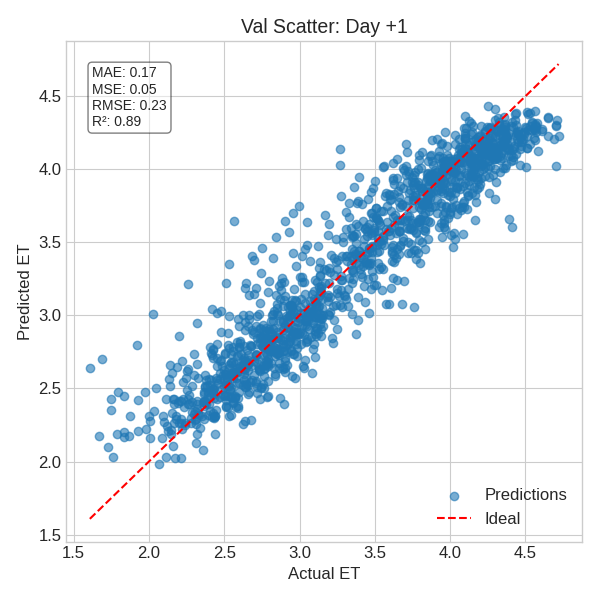 Val Scatter: Day +1
MAE: 0.17
MSE: 0.05
RMSE: 0.23
R²: 0.89
Predicted ET
4.5
4.0
3.5
3.0
2.5
2.0
1.5
Predictions
Ideal
1.5 2.0 2.5 3.0 3.5 4.0 4.5
Actual ET